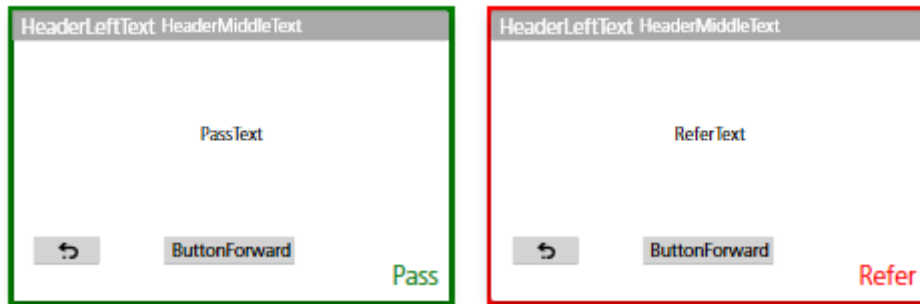 HeaderLeftText HeaderMiddleText
PassText
ButtonForward
Pass
HeaderLeftText HeaderMiddleText
ReferText
ButtonForward
Refer